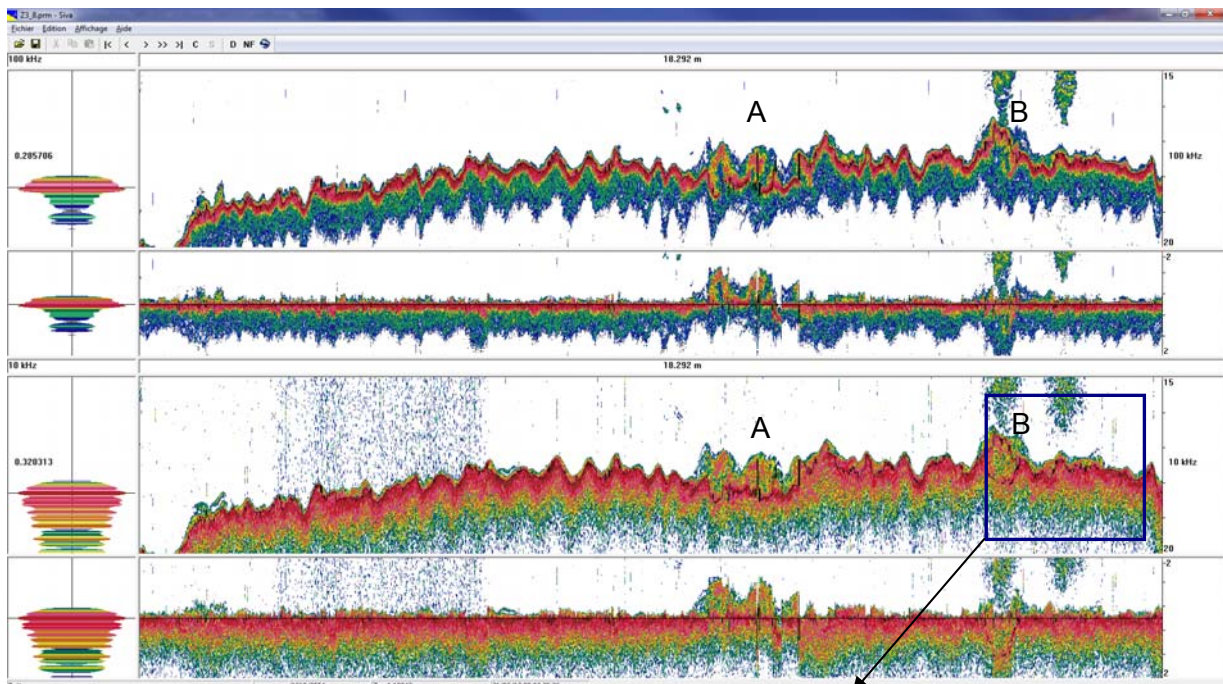 Z3_8.prm - Siva
Fichier Edition Affichage Aide
C S D NF
100 kHz 18.292 m
15
A B
0.205706
100 kHz
20
-2
2
10 kHz 18.292 m
15
A B
0.320313
10 kHz
20
-2
2